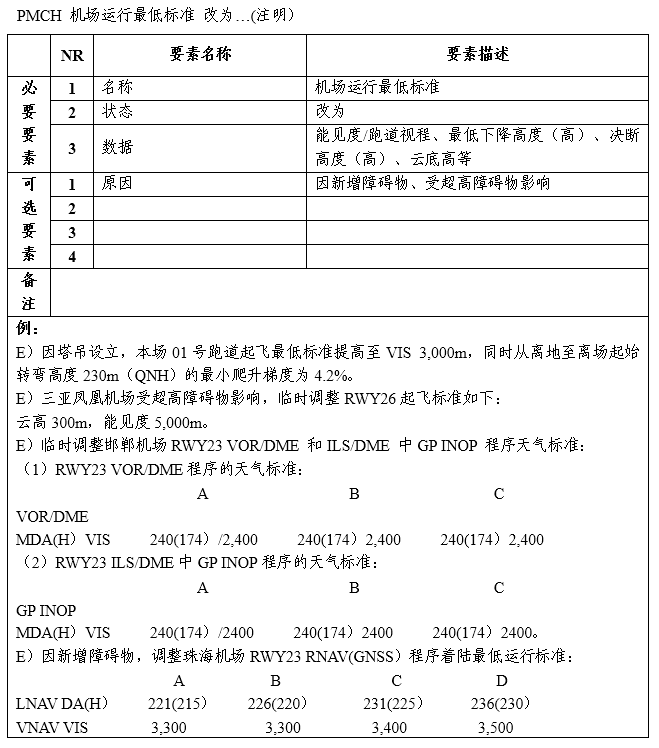 PMCH 机场运行最低标准 改为…(注明）
NR 要素名称 要素描述
必要要素
1 名称 机场运行最低标准
2 状态 改为
3 数据 能见度/跑道视程、最低下降高度（高）、决断
高度（高）、云底高等
可选要素
1 原因 因新增障碍物、受超高障碍物影响
2
3
4
备注
例：
E）因塔吊设立，本场 01 号跑道起飞最低标准提高至 VIS 3,000m，同时从离地至离场起始
转弯高度 230m（QNH）的最小爬升梯度为 4.2%。
E）三亚凤凰机场受超高障碍物影响，临时调整 RWY26 起飞标准如下：
云高 300m，能见度 5,000m。
E）临时调整邯郸机场 RWY23 VOR/DME 和 ILS/DME 中 GP INOP 程序天气标准：
（1）RWY23 VOR/DME 程序的天气标准：
A B C
VOR/DME
MDA(H）VIS 240(174）/2,400 240(174）2,400 240(174）2,400
（2）RWY23 ILS/DME 中 GP INOP 程序的天气标准：
A B C
GP INOP
MDA(H）VIS 240(174）/2400 240(174）2400 240(174）2400。
E）因新增障碍物，调整珠海机场 RWY23 RNAV(GNSS）程序着陆最低运行标准：
A B C D
LNAV DA(H） 221(215） 226(220） 231(225） 236(230）
VNAV VIS 3,300 3,300 3,400 3,500